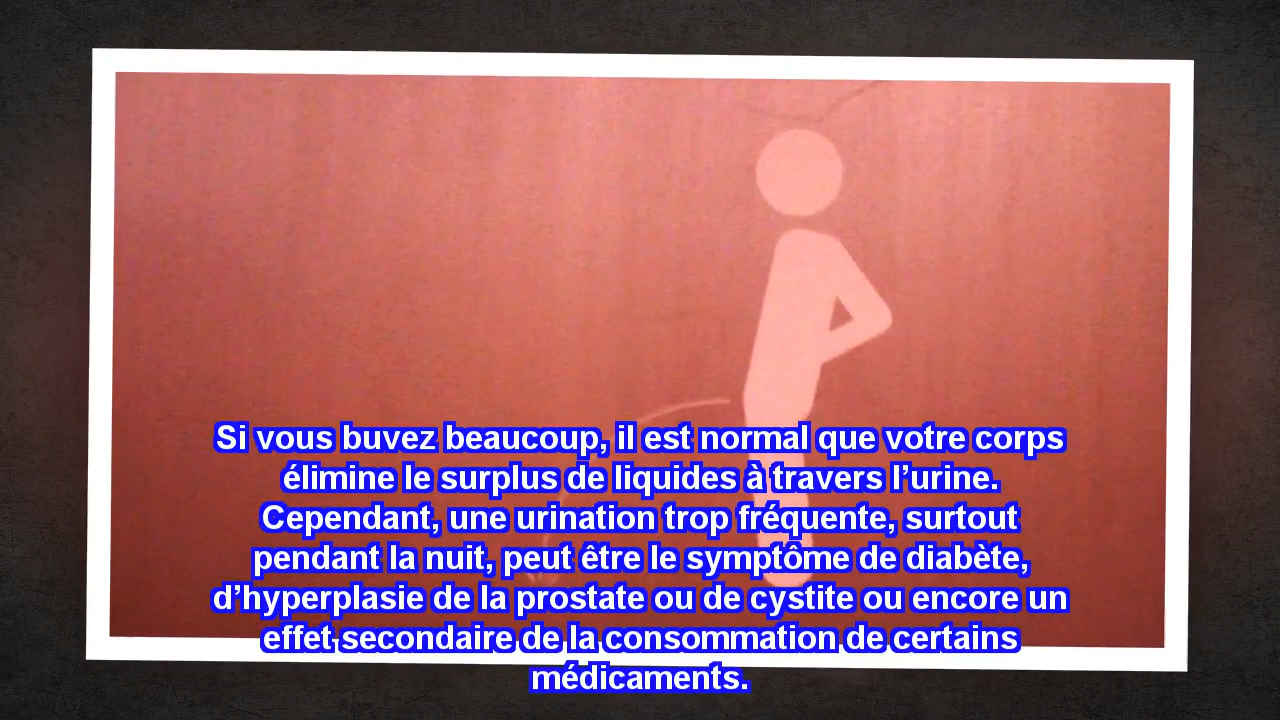 Si vous buvez beaucoup, il est normal que votre corps
élimine le surplus de liquides à travers l’urine.
Cependant, une urination trop fréquente, surtout
pendant la nuit, peut être le symptôme de diabète,
d’hyperplasie de la prostate ou de cystite ou encore un
effet secondaire de la consommation de certains
médicaments.